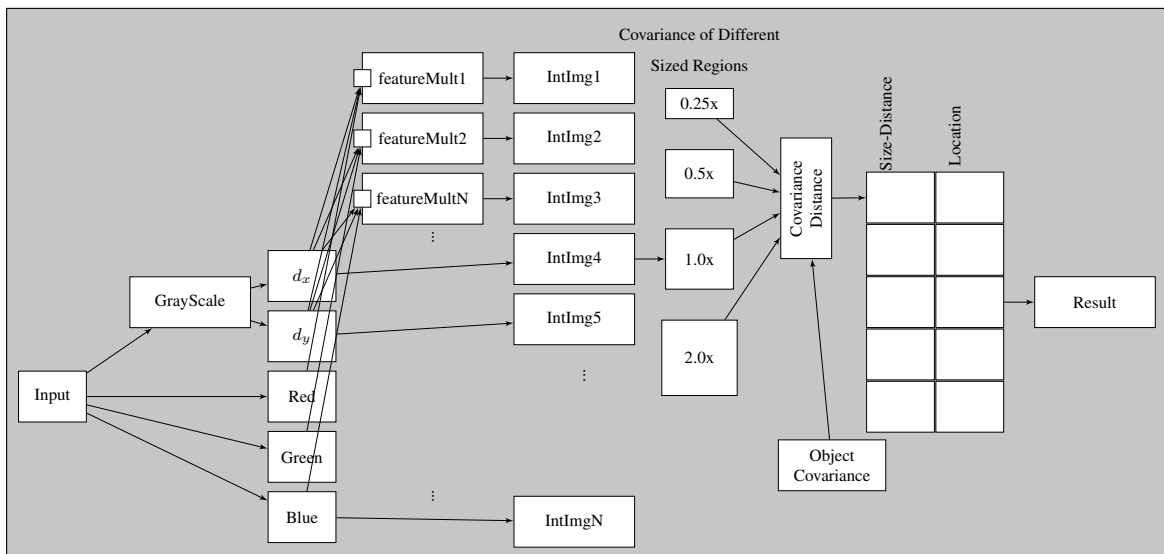 Covariance of Different
Sized Regions
featureMult1
IntImg1
0.25x
featureMult2
IntImg2
Size-Distance
Location
0.5x
Covariance
Distance
featureMultN
IntImg3
...
IntImg4
1.0x
d_x
GrayScale
Result
IntImg5
d_y
2.0x
...
Input
Red
Green
Object
Covariance
...
Blue
IntImgN